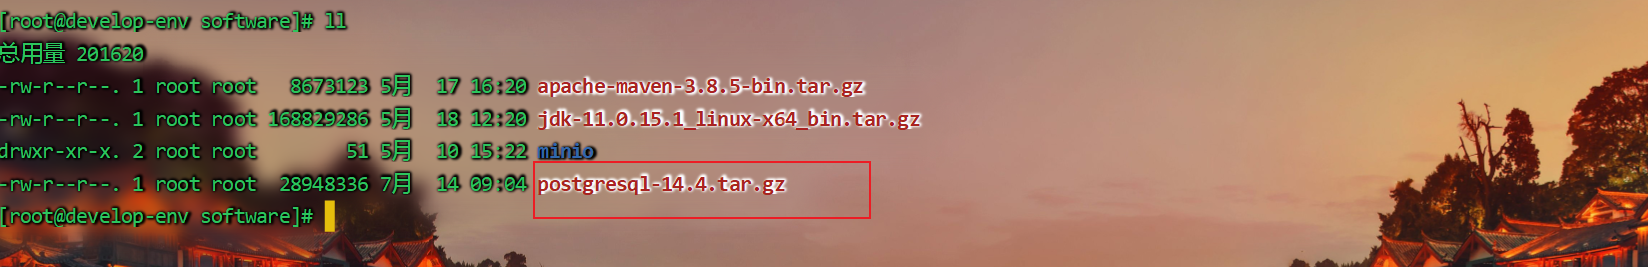 [root@develop-env software]# ll
总用量 201620
-rw-r--r--. 1 root root   8673123 5月  17 16:20 apache-maven-3.8.5-bin.tar.gz
-rw-r--r--. 1 root root 168829286 5月  18 12:20 jdk-11.0.15.1_linux-x64_bin.tar.gz
drwxr-xr-x. 2 root root        51 5月  10 15:22 minio
-rw-r--r--. 1 root root  28948336 7月  14 09:04 postgresql-14.4.tar.gz
[root@develop-env software]#